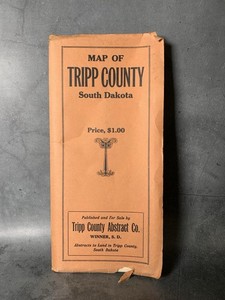 MAP OF
TRIPP COUNTY
South Dakota
Price, $1.00
Published and For Sale by
Tripp County Abstract Co.
WINNER, S. D.
Abstracts to Land in Tripp County,
South Dakota